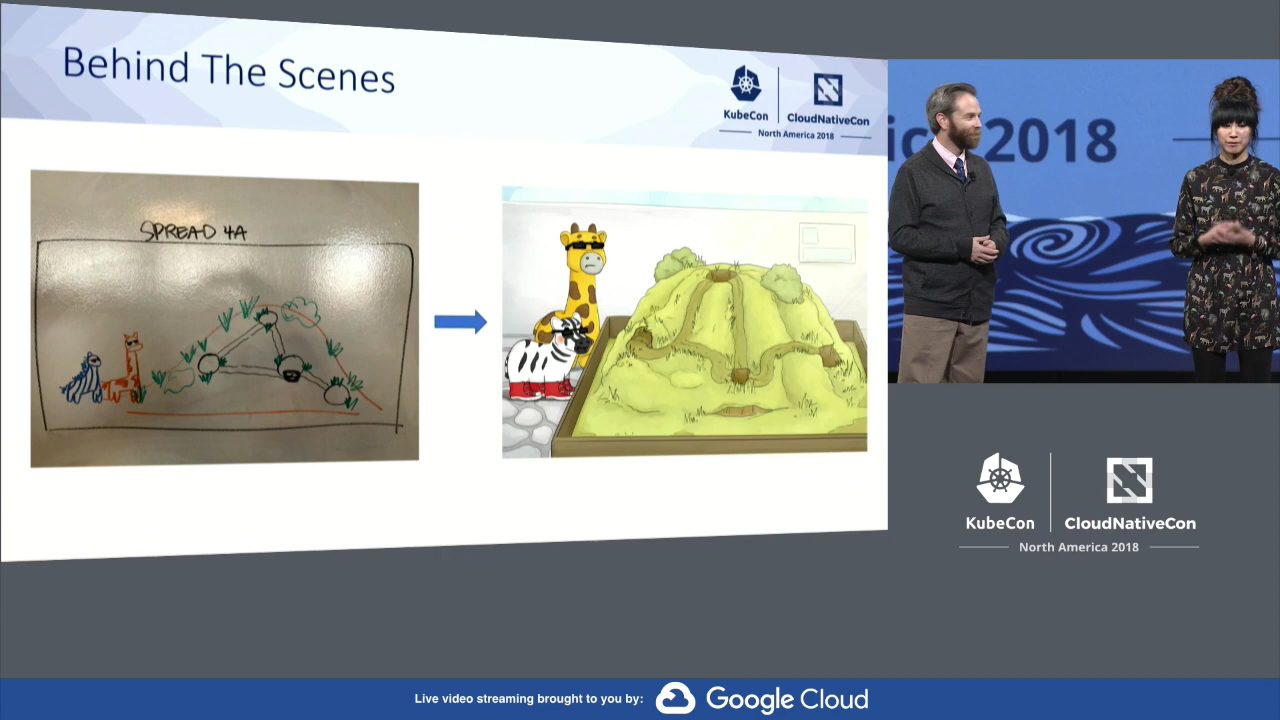 Behind The Scenes
KubeCon
CloudNativeCon
North America 2018
SPREAD 4A
2018
KubeCon
CloudNativeCon
North America 2018
Live video streaming brought to you by:
Google Cloud